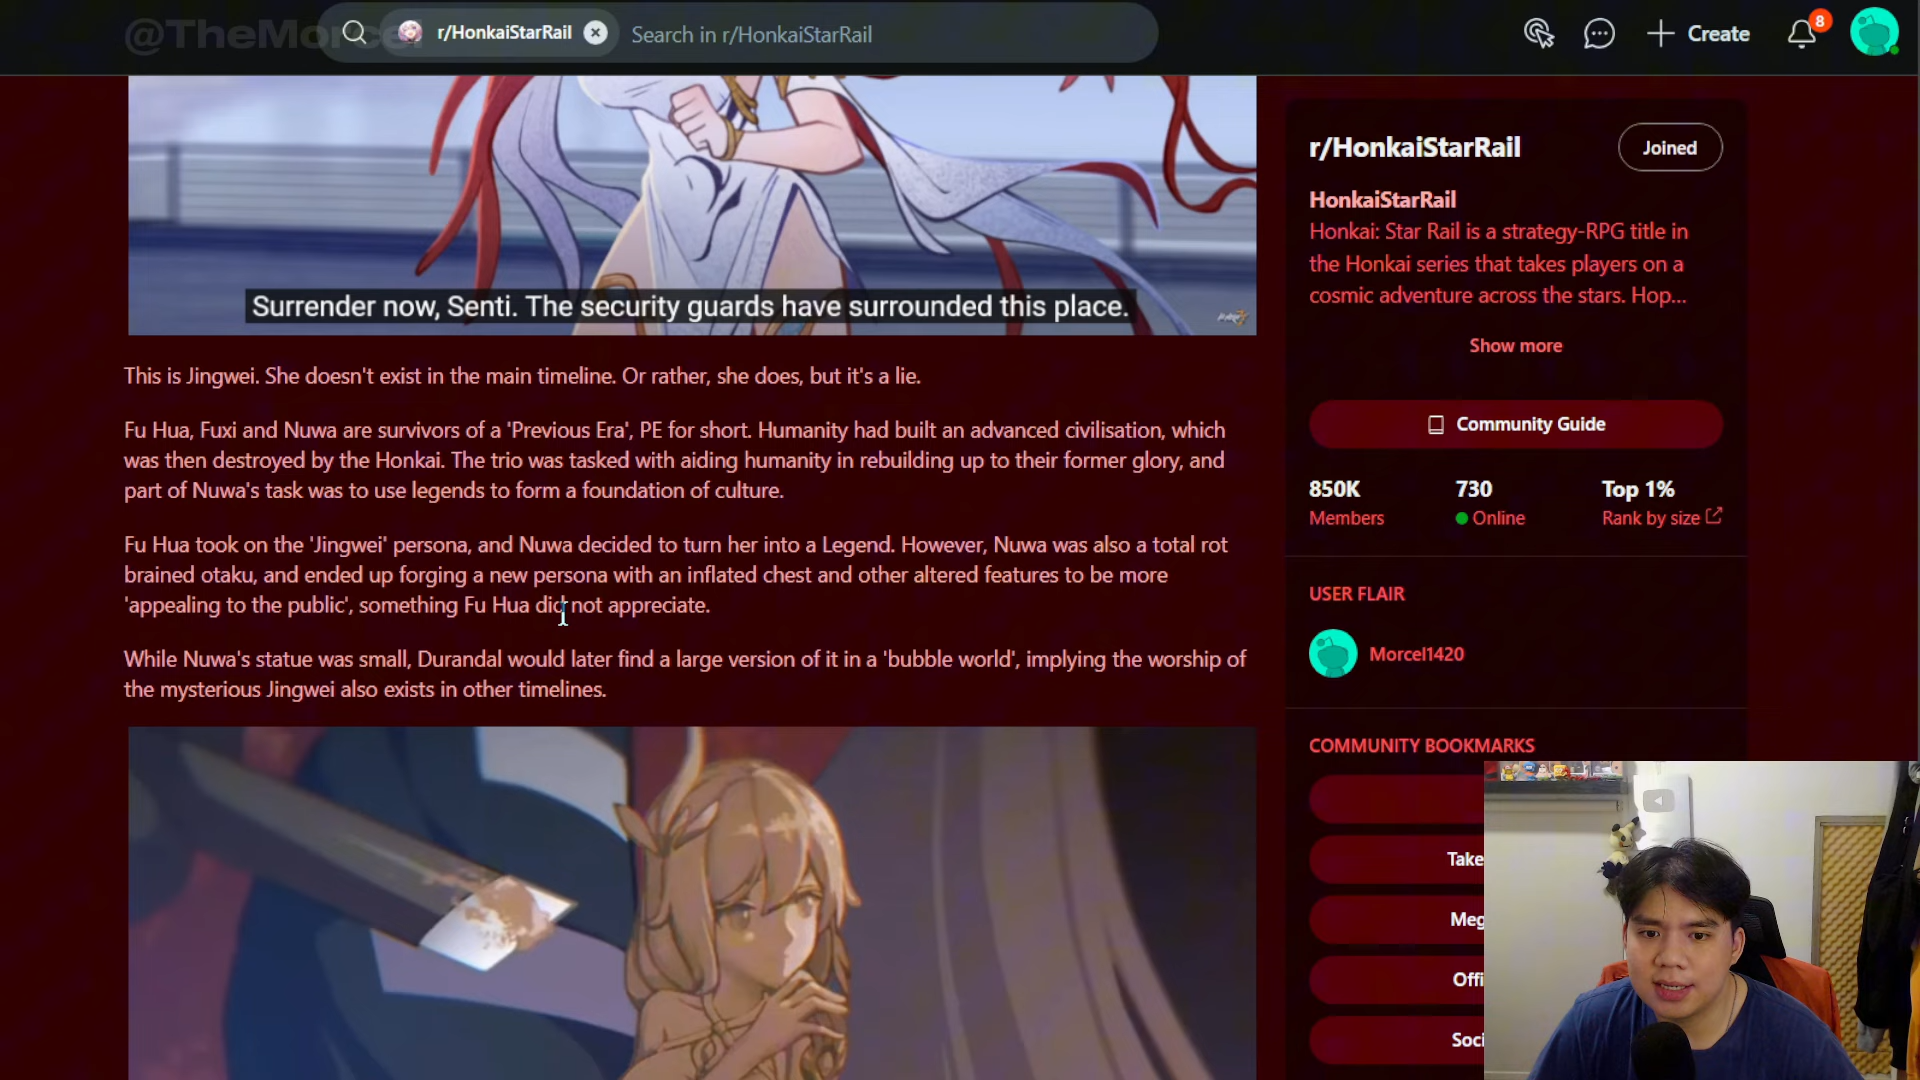 @TheMorcel
r/HonkaiStarRail
Search in r/HonkaiStarRail
Create
8
Surrender now, Senti. The security guards have surrounded this place.
This is Jingwei. She doesn't exist in the main timeline. Or rather, she does, but it's a lie.
Fu Hua, Fuxi and Nuwa are survivors of a 'Previous Era', PE for short. Humanity had built an advanced civilisation, which
was then destroyed by the Honkai. The trio was tasked with aiding humanity in rebuilding up to their former glory, and
part of Nuwa's task was to use legends to form a foundation of culture.
Fu Hua took on the 'Jingwei' persona, and Nuwa decided to turn her into a Legend. However, Nuwa was also a total rot
brained otaku, and ended up forging a new persona with an inflated chest and other altered features to be more
'appealing to the public', something Fu Hua did not appreciate.
While Nuwa's statue was small, Durandal would later find a large version of it in a 'bubble world', implying the worship of
the mysterious Jingwei also exists in other timelines.
r/HonkaiStarRail
Joined
HonkaiStarRail
Honkai: Star Rail is a strategy-RPG title in
the Honkai series that takes players on a
cosmic adventure across the stars. Hop...
Show more
Community Guide
850K
Members
730
Online
Top 1%
Rank by size
USER FLAIR
Morcel1420
COMMUNITY BOOKMARKS
Take
Meg
Offi
Soci